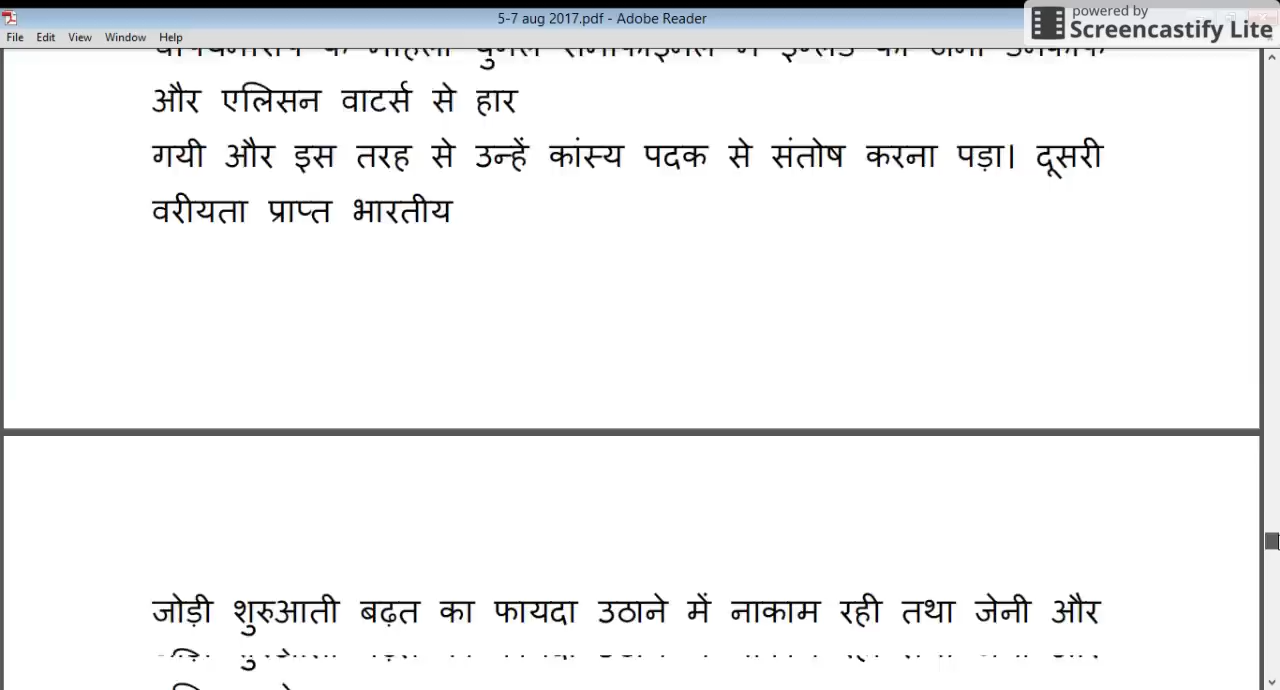 5-7 aug 2017.pdf - Adobe Reader
powered by
Screencastify Lite
File Edit View Window Help
और एलिसन वाटर्स से हार
गयी और इस तरह से उन्हें कांस्य पदक से संतोष करना पड़ा। दूसरी
वरीयता प्राप्त भारतीय
जोड़ी शुरुआती बढ़त का फायदा उठाने में नाकाम रही तथा जेनी और